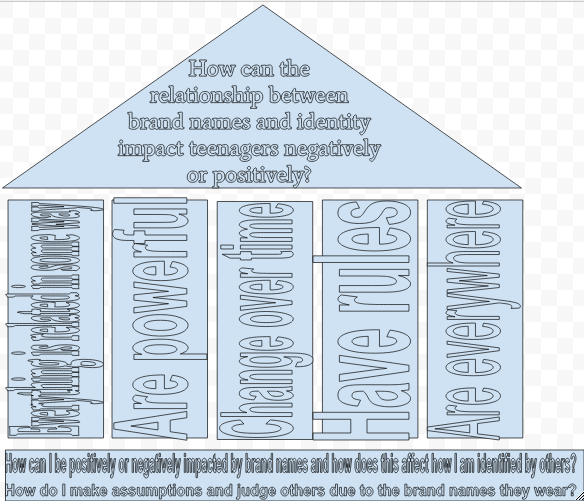 How can the
relationship between
brand names and identity
impact teenagers negatively
or positively?
Everything is related in some way
Are powerful
Change over time
Have rules
Are everywhere
How can I be positively or negatively impacted by brand names and how does this affect how I am identified by others?
How do I make assumptions and judge others due to the brand names they wear?